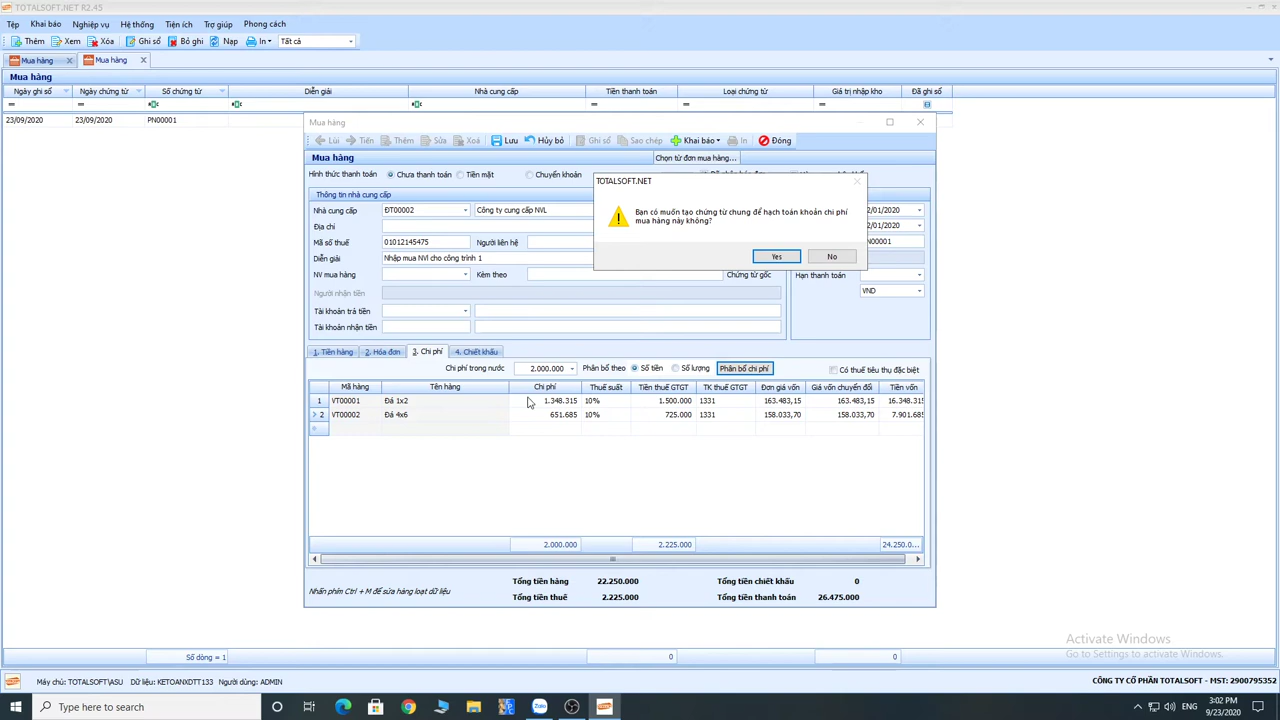 TOTALSOFT.NET R2.45
Tệp Khai báo Nghiệp vụ Hệ thống Tiện ích Trợ giúp Phong cách
Thêm Xem Xóa Ghi sổ Bỏ ghi Nạp In Tất cả
Mua hàng Mua hàng
Mua hàng
Ngày ghi sổ Ngày chứng từ Số chứng từ Diễn giải Nhà cung cấp Tiền thanh toán Loại chứng từ Giá trị nhập kho Đã ghi sổ
23/09/2020 23/09/2020 PN00001
Mua hàng
Lùi Tiến Thêm Sửa Xoá Lưu Hủy bỏ Ghi sổ Sao chép Khai báo In Đóng
Mua hàng Chọn từ đơn mua hàng...
Hình thức thanh toán Chưa thanh toán Tiền mặt Chuyển khoản
TOTALSOFT.NET
Bạn có muốn tạo chứng từ chung để hạch toán khoản chi phí
mua hàng này không?
Yes No
Thông tin nhà cung cấp
Nhà cung cấp ĐT00002 Công ty cung cấp NVL 2/01/2020
Địa chỉ
Mã số thuế 01012145475 Người liên hệ N00001
Diễn giải Nhập mua NVl cho công trình 1
NV mua hàng Kèm theo Chứng từ gốc Hạn thanh toán
Người nhận tiền VND
Tài khoản trả tiền
Tài khoản nhận tiền
1. Tiền hàng 2. Hóa đơn 3. Chi phí 4. Chiết khấu
Chi phí trong nước 2.000.000 Phân bổ theo Số tiền Số lượng Phân bổ chi phí Có thuế tiêu thụ đặc biệt
Mã hàng Tên hàng Chi phí Thuế suất Tiền thuế GTGT TK thuế GTGT Đơn giá vốn Giá vốn chuyển đổi Tiền vốn
1 VT00001 Đá 1x2 1.348.315 10% 1.500.000 1331 163.483,15 163.483,15 16.348.315
2 VT00002 Đá 4x6 651.685 10% 725.000 1331 158.033,70 158.033,70 7.901.685
2.000.000 2.225.000 24.250.0...
Nhấn phím Ctrl + M để sửa hàng loạt dữ liệu
Tổng tiền hàng 22.250.000 Tổng tiền chiết khấu 0
Tổng tiền thuế 2.225.000 Tổng tiền thanh toán 26.475.000
Activate Windows
Go to Settings to activate Windows.
Số dòng = 1 0 0
Máy chủ: TOTALSOFT\ASU Dữ liệu: KETOANXDTT133 Người dùng: ADMIN CÔNG TY CỔ PHẦN TOTALSOFT - MST: 2900795352
Type here to search ENG 3:02 PM
9/23/2020